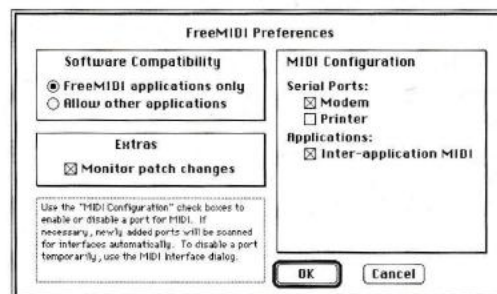 FreeMIDI Preferences
Software Compatibility
FreeMIDI applications only
Allow other applications
Extras
Monitor patch changes
Use the "MIDI Configuration" check boxes to
enable or disable a port for MIDI. If
necessary, newly added ports will be scanned
for interfaces automatically. To disable a port
temporarily, use the MIDI Interface dialog.
MIDI Configuration
Serial Ports:
Modem
Printer
Applications:
Inter-application MIDI
OK
Cancel